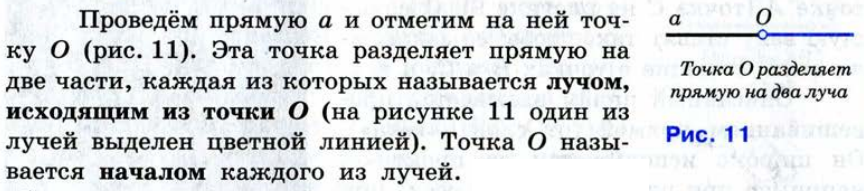 Проведём прямую a и отметим на ней точ-
ку O (рис. 11). Эта точка разделяет прямую на
две части, каждая из которых называется лучом,
исходящим из точки O (на рисунке 11 один из
лучей выделен цветной линией). Точка O назы-
вается началом каждого из лучей.
a O
Точка O разделяет
прямую на два луча
Рис. 11